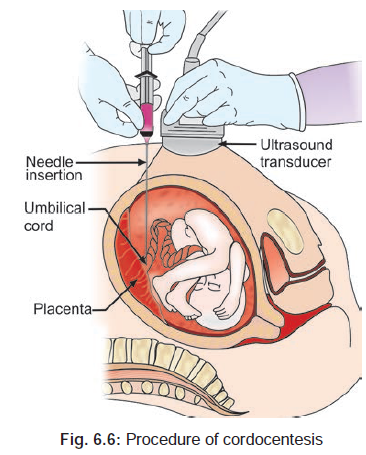 Ultrasound
transducer
Needle
insertion
Umbilical
cord
Placenta
Fig. 6.6: Procedure of cordocentesis